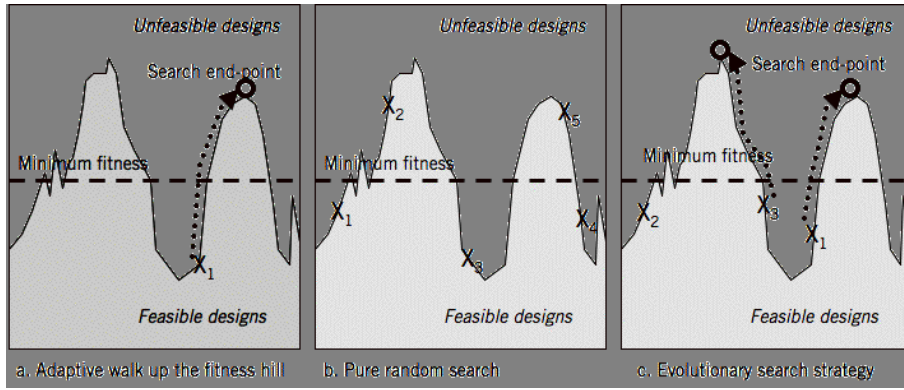 Unfeasible designs
Search end-point
Minimum fitness
X1
Feasible designs
a. Adaptive walk up the fitness hill
Unfeasible designs
X2
X5
Minimum fitness
X1
X4
X3
Feasible designs
b. Pure random search
Unfeasible designs
Search end-point
Minimum fitness
X3
X2
X1
Feasible designs
c. Evolutionary search strategy